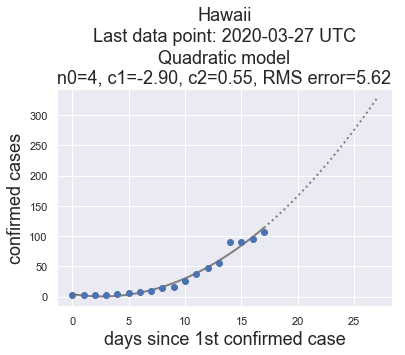 Hawaii
Last data point: 2020-03-27 UTC
Quadratic model
n0=4, c1=-2.90, c2=0.55, RMS error=5.62
300
250
200
150
100
50
0
confirmed cases
0 5 10 15 20 25
days since 1st confirmed case